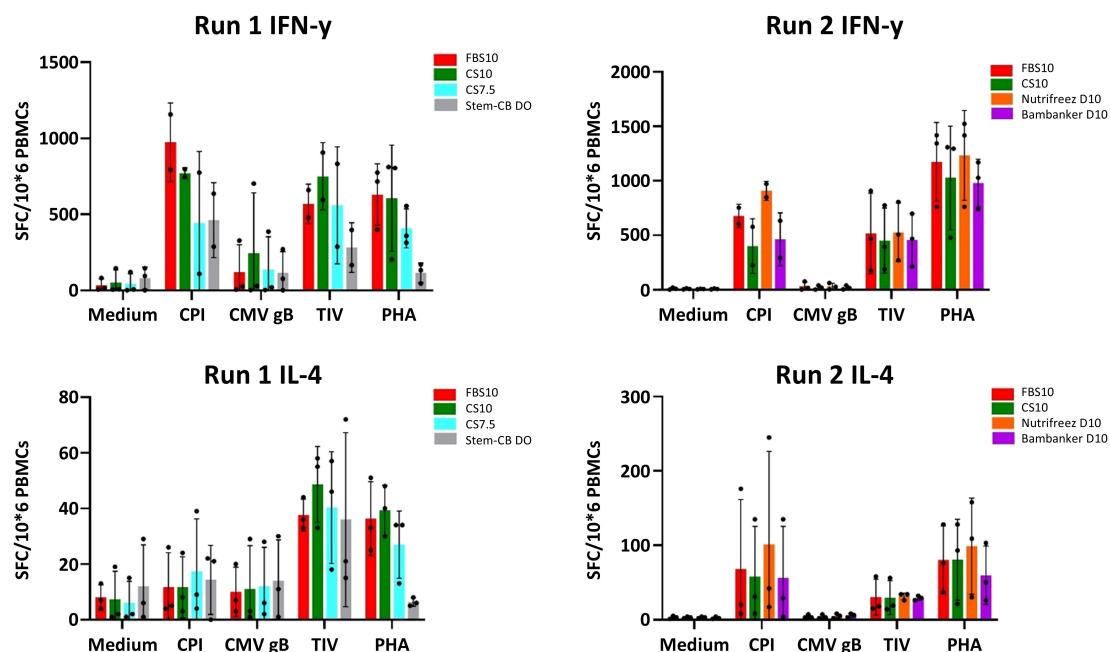 Run 1 IFN-y
SFC/10*6 PBMCs
1500
1000
500
0
Medium CPI CMV gB TIV PHA
FBS10
CS10
CS7.5
Stem-CB DO
Run 2 IFN-y
SFC/10*6 PBMCs
2000
1500
1000
500
0
Medium CPI CMV gB TIV PHA
FBS10
CS10
Nutrifreez D10
Bambanker D10
Run 1 IL-4
SFC/10*6 PBMCs
80
60
40
20
0
Medium CPI CMV gB TIV PHA
FBS10
CS10
CS7.5
Stem-CB DO
Run 2 IL-4
SFC/10*6 PBMCs
300
200
100
0
Medium CPI CMV gB TIV PHA
FBS10
CS10
Nutrifreez D10
Bambanker D10